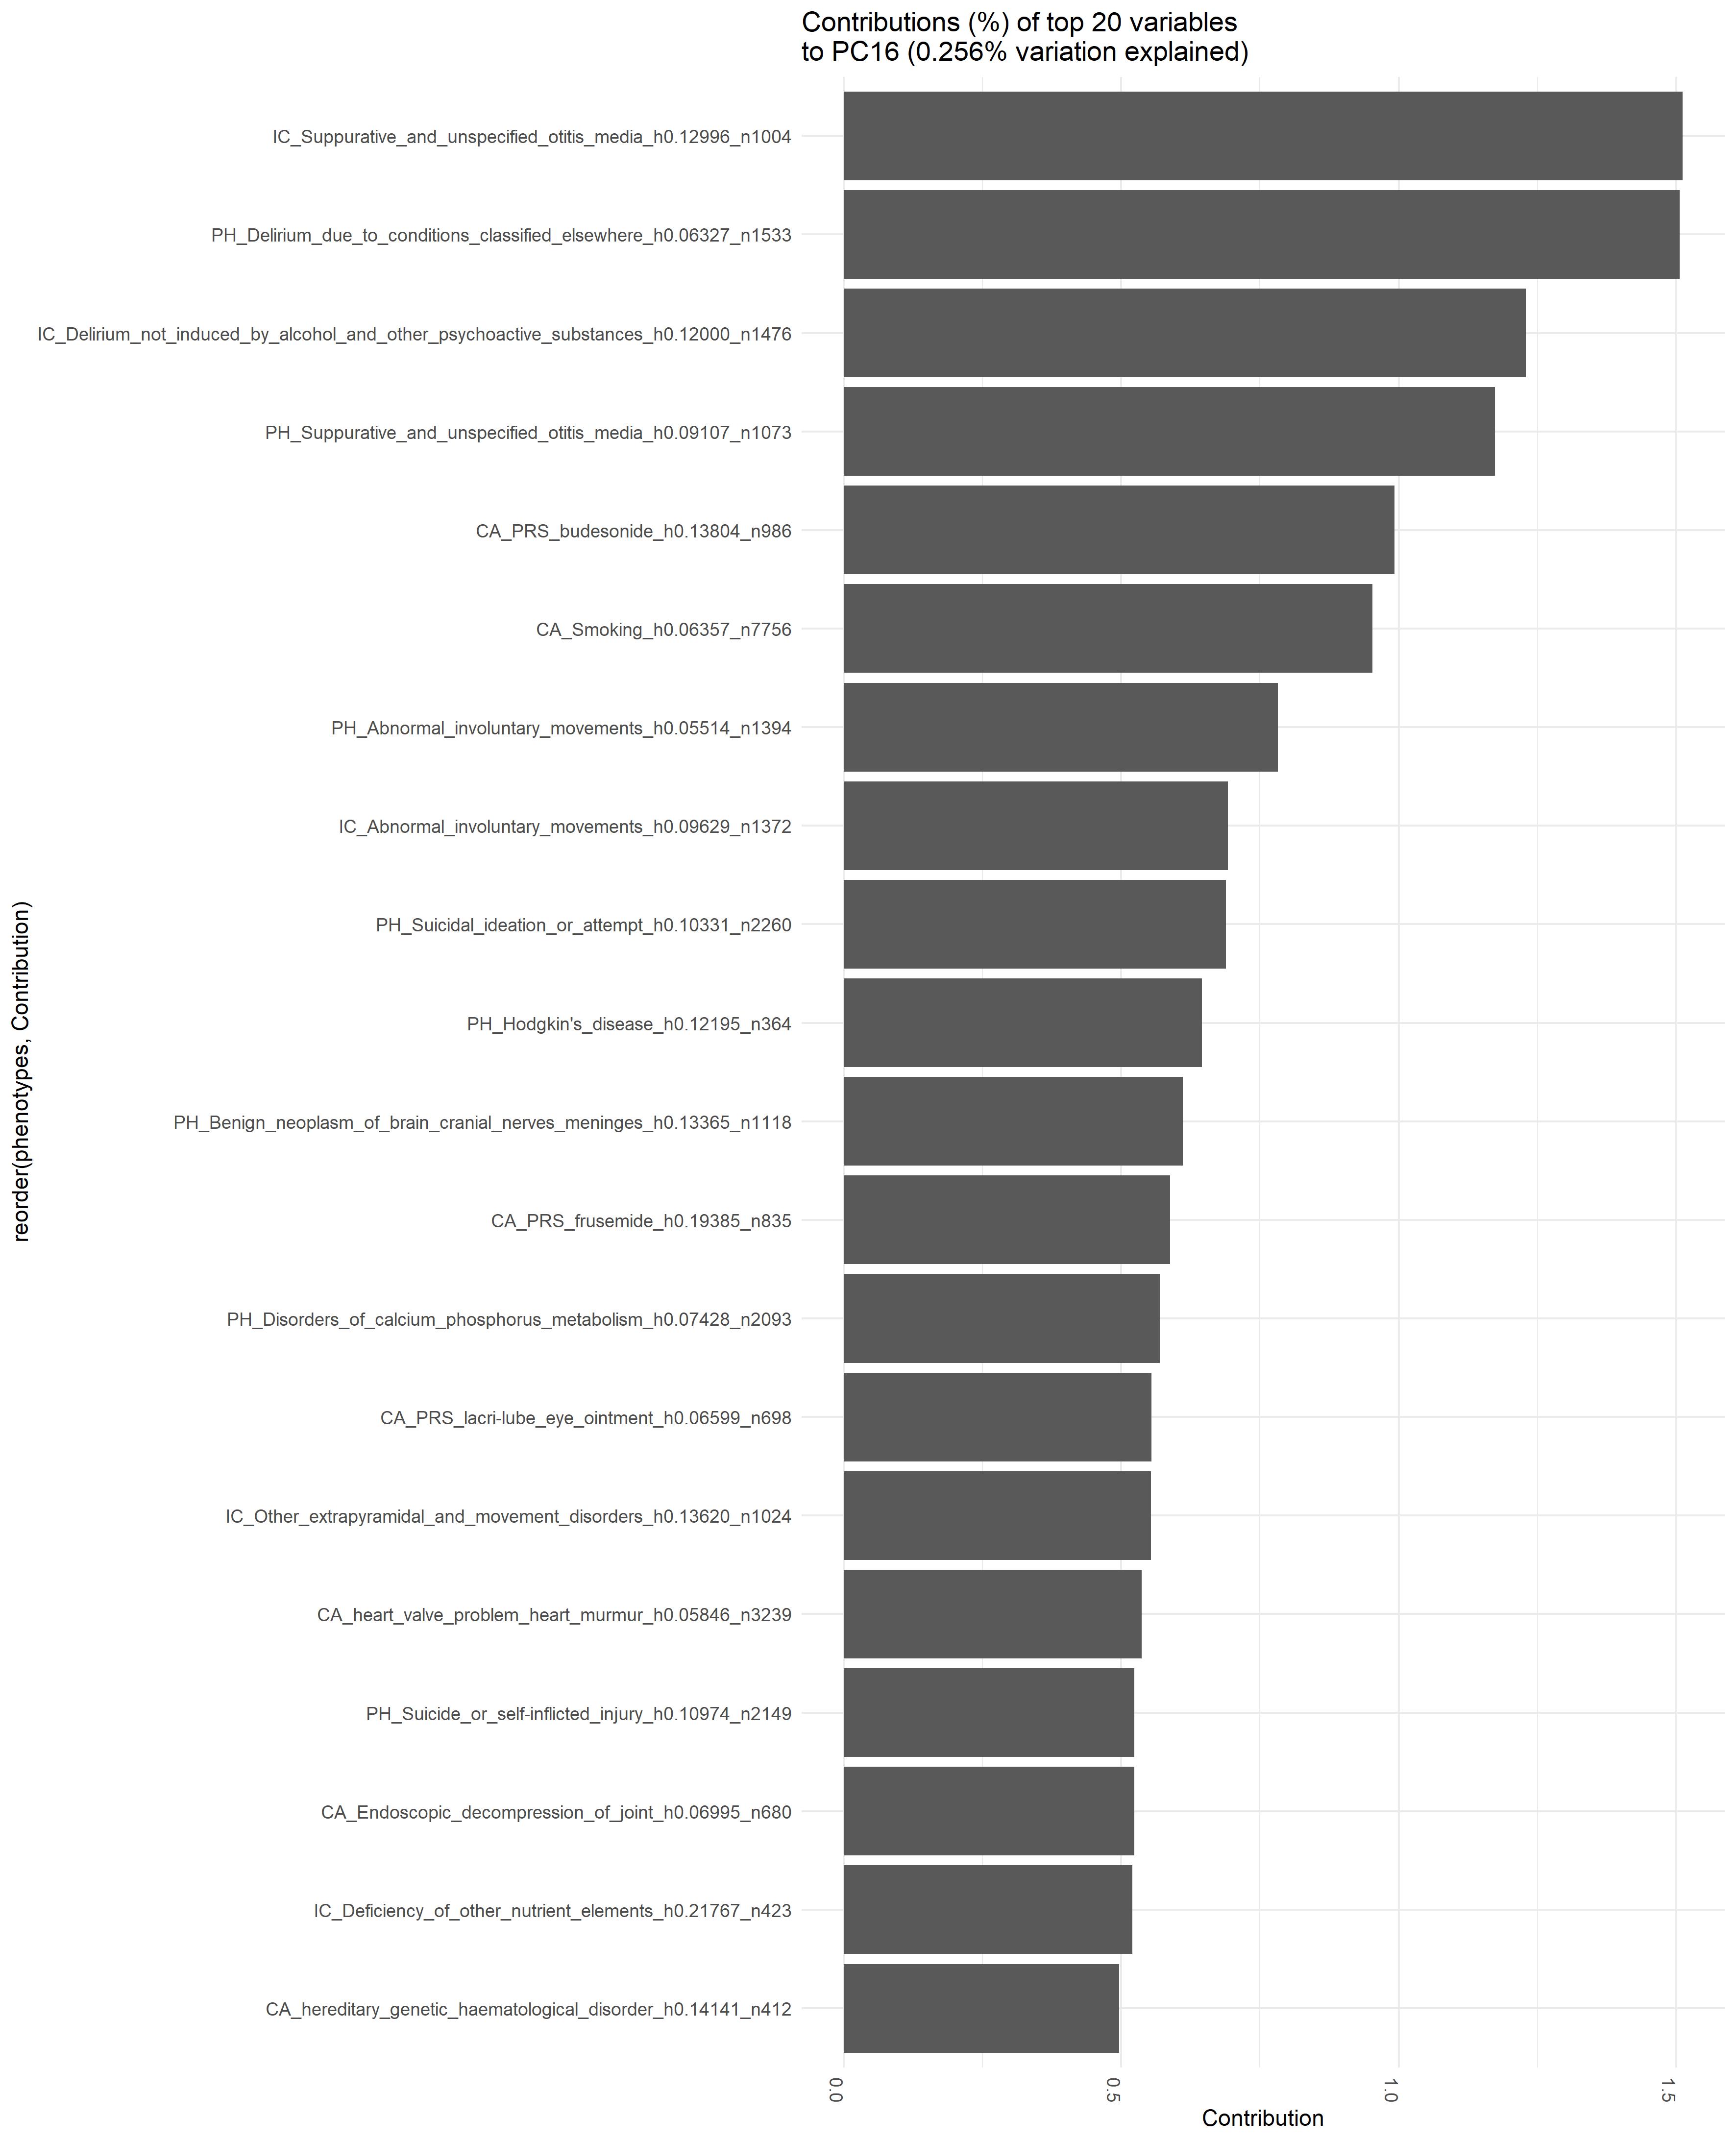 Contributions (%) of top 20 variables
to PC16 (0.256% variation explained)
IC_Suppurative_and_unspecified_otitis_media_h0.12996_n1004
PH_Delirium_due_to_conditions_classified_elsewhere_h0.06327_n1533
IC_Delirium_not_induced_by_alcohol_and_other_psychoactive_substances_h0.12000_n1476
PH_Suppurative_and_unspecified_otitis_media_h0.09107_n1073
CA_PRS_budesonide_h0.13804_n986
CA_Smoking_h0.06357_n7756
PH_Abnormal_involuntary_movements_h0.05514_n1394
IC_Abnormal_involuntary_movements_h0.09629_n1372
PH_Suicidal_ideation_or_attempt_h0.10331_n2260
PH_Hodgkin's_disease_h0.12195_n364
PH_Benign_neoplasm_of_brain_cranial_nerves_meninges_h0.13365_n1118
CA_PRS_frusemide_h0.19385_n835
PH_Disorders_of_calcium_phosphorus_metabolism_h0.07428_n2093
CA_PRS_lacri-lube_eye_ointment_h0.06599_n698
IC_Other_extrapyramidal_and_movement_disorders_h0.13620_n1024
CA_heart_valve_problem_heart_murmur_h0.05846_n3239
PH_Suicide_or_self-inflicted_injury_h0.10974_n2149
CA_Endoscopic_decompression_of_joint_h0.06995_n680
IC_Deficiency_of_other_nutrient_elements_h0.21767_n423
CA_hereditary_genetic_haematological_disorder_h0.14141_n412
reorder(phenotypes, Contribution)
0.0
0.5
1.0
1.5
Contribution